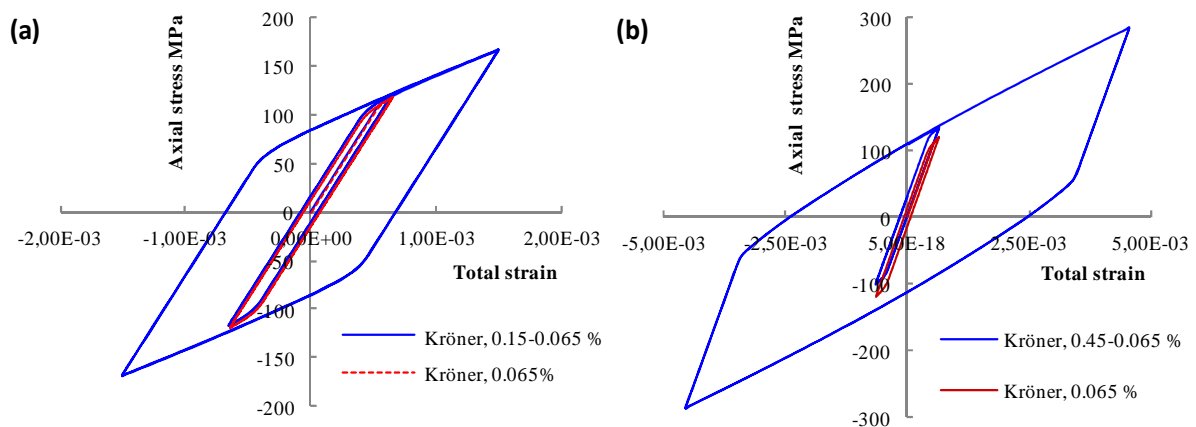 (a)
Axial stress MPa
200
150
100
50
0
-50
-100
-150
-200
-2,00E-03 -1,00E-03 0,00E+00 1,00E-03 2,00E-03
Total strain
Kröner, 0.15-0.065 %
Kröner, 0.065%
(b)
Axial stress MPa
300
200
100
0
-100
-200
-300
-5,00E-03 -2,50E-03 5,00E-18 2,50E-03 5,00E-03
Total strain
Kröner, 0.45-0.065 %
Kröner, 0.065 %